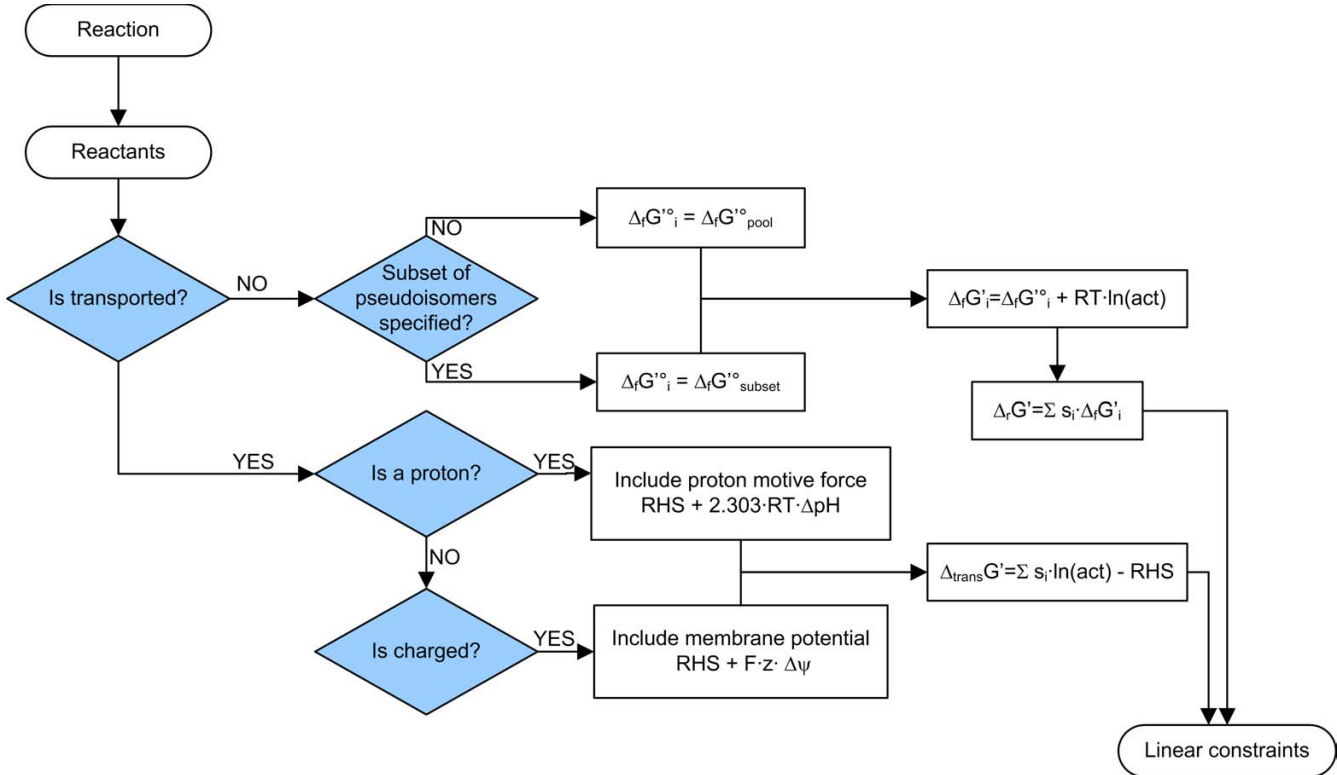 Reaction
Reactants
Is transported?
NO
Subset of
pseudoisomers
specified?
NO
YES
ΔfG'°i = ΔfG'°pool
ΔfG'°i = ΔfG'°subset
ΔfG'i=ΔfG'°i + RT·ln(act)
ΔrG'=Σ si·ΔfG'i
YES
Is a proton?
YES
NO
Include proton motive force
RHS + 2.303·RT·ΔpH
Is charged?
YES
Include membrane potential
RHS + F·z· Δψ
ΔtransG'=Σ si·ln(act) - RHS
Linear constraints